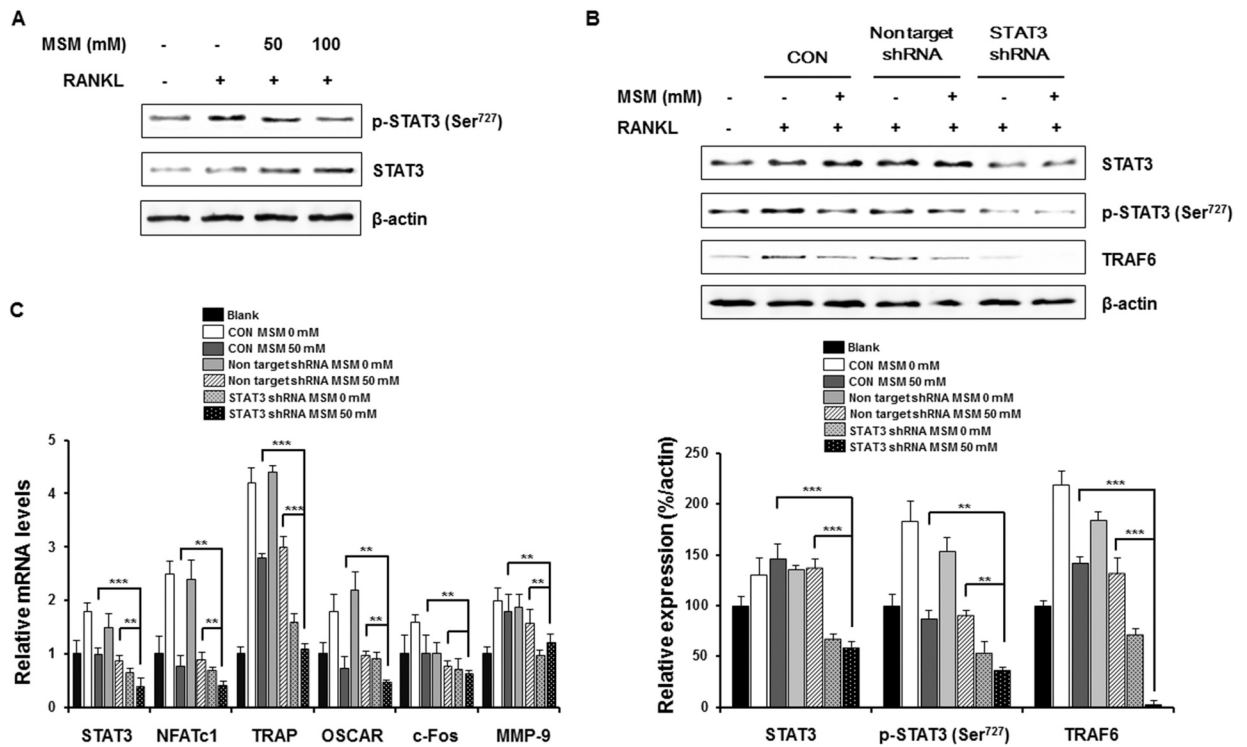 A
MSM (mM) - - 50 100
RANKL - + + +
p-STAT3 (Ser727)
STAT3
β-actin
B
CON Non target shRNA STAT3 shRNA
MSM (mM) - - + - + - +
RANKL - + + + + + +
STAT3
p-STAT3 (Ser727)
TRAF6
β-actin
C
Blank
CON MSM 0 mM
CON MSM 50 mM
Non target shRNA MSM 0 mM
Non target shRNA MSM 50 mM
STAT3 shRNA MSM 0 mM
STAT3 shRNA MSM 50 mM
Relative mRNA levels
5
4
3
2
1
0
*** ** *** *** ** ** ** ** ** ** ** **
STAT3 NFATc1 TRAP OSCAR c-Fos MMP-9
Blank
CON MSM 0 mM
CON MSM 50 mM
Non target shRNA MSM 0 mM
Non target shRNA MSM 50 mM
STAT3 shRNA MSM 0 mM
STAT3 shRNA MSM 50 mM
Relative expression (%/actin)
250
200
150
100
50
0
*** *** ** ** *** ***
STAT3 p-STAT3 (Ser727) TRAF6